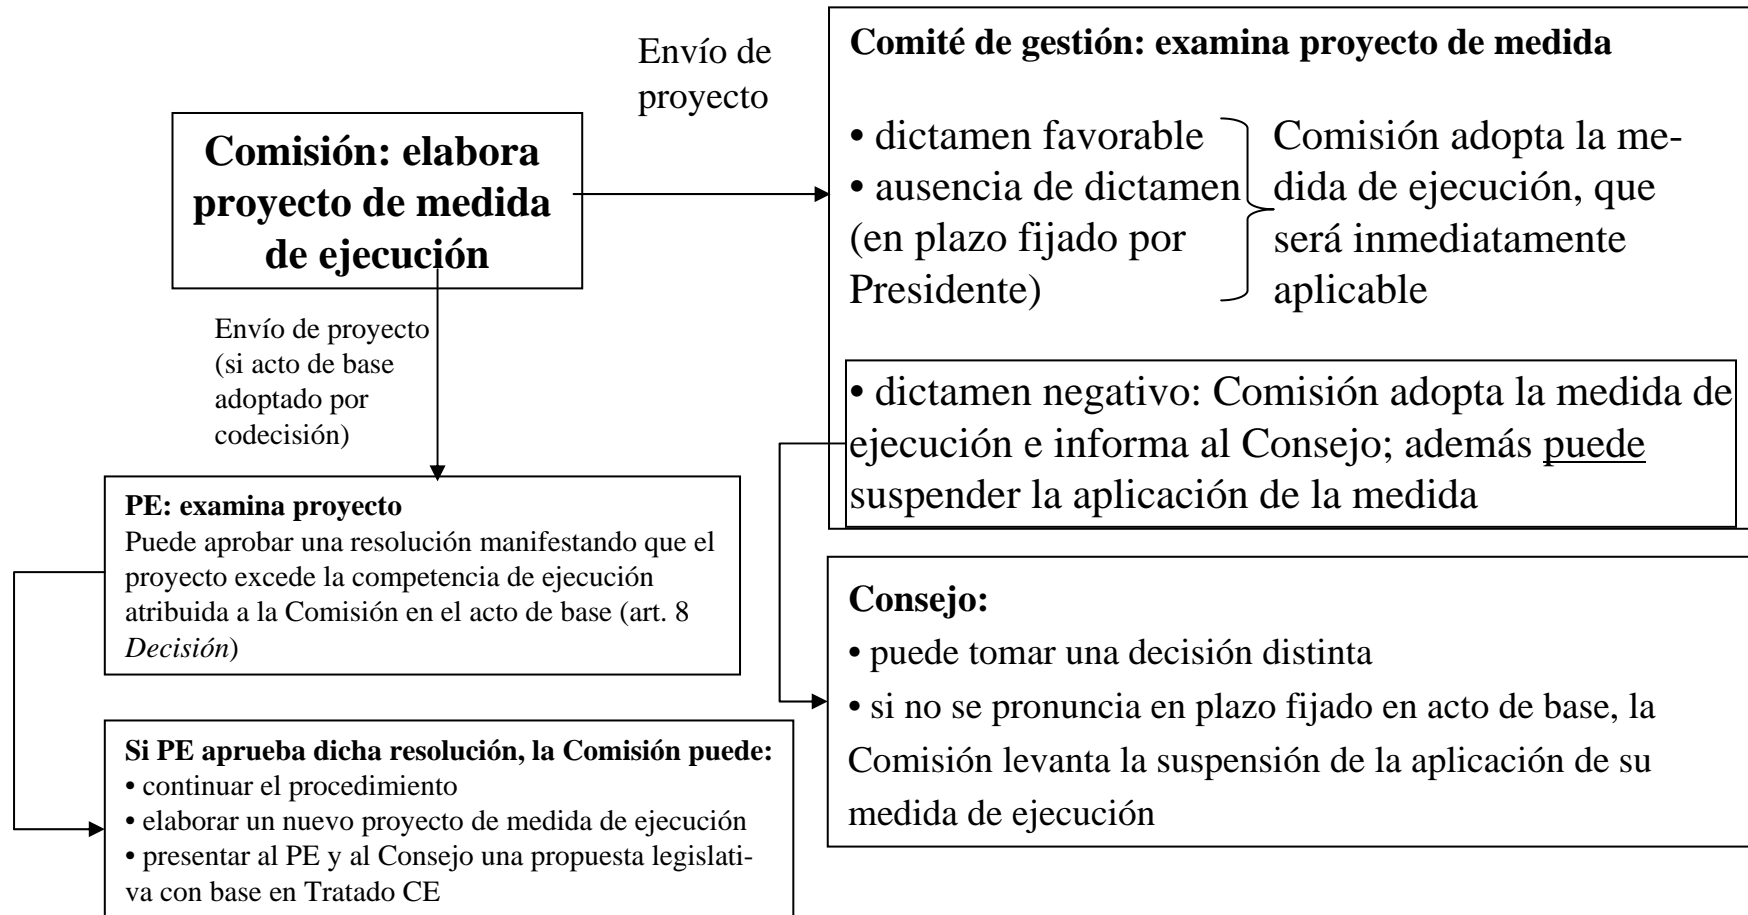 Envío de
proyecto
Comisión: elabora
proyecto de medida
de ejecución
Envío de proyecto
(si acto de base
adoptado por
codecisión)
PE: examina proyecto
Puede aprobar una resolución manifestando que el
proyecto excede la competencia de ejecución
atribuida a la Comisión en el acto de base (art. 8
Decisión)
Si PE aprueba dicha resolución, la Comisión puede:
• continuar el procedimiento
• elaborar un nuevo proyecto de medida de ejecución
• presentar al PE y al Consejo una propuesta legislati-
va con base en Tratado CE
Comité de gestión: examina proyecto de medida
• dictamen favorable
• ausencia de dictamen
(en plazo fijado por
Presidente)
Comisión adopta la me-
dida de ejecución, que
será inmediatamente
aplicable
• dictamen negativo: Comisión adopta la medida de
ejecución e informa al Consejo; además puede
suspender la aplicación de la medida
Consejo:
• puede tomar una decisión distinta
• si no se pronuncia en plazo fijado en acto de base, la
Comisión levanta la suspensión de la aplicación de su
medida de ejecución